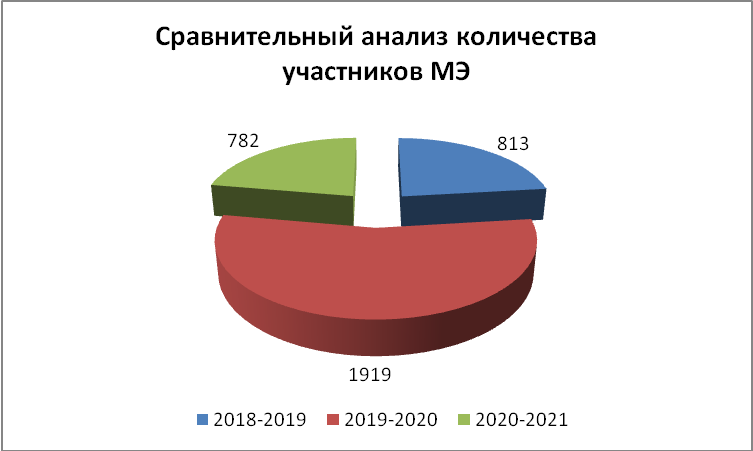 Сравнительный анализ количества
участников МЭ
782
813
1919
2018-2019 2019-2020 2020-2021